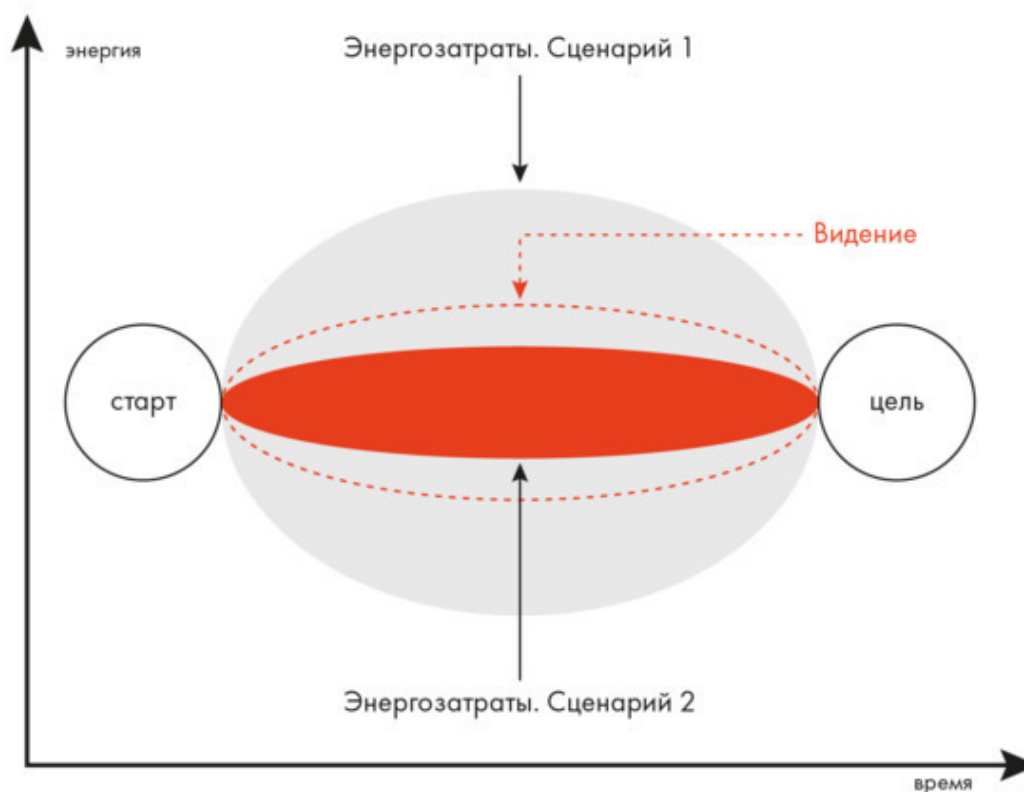 энергия
Энергозатраты. Сценарий 1
Видение
старт
цель
Энергозатраты. Сценарий 2
время